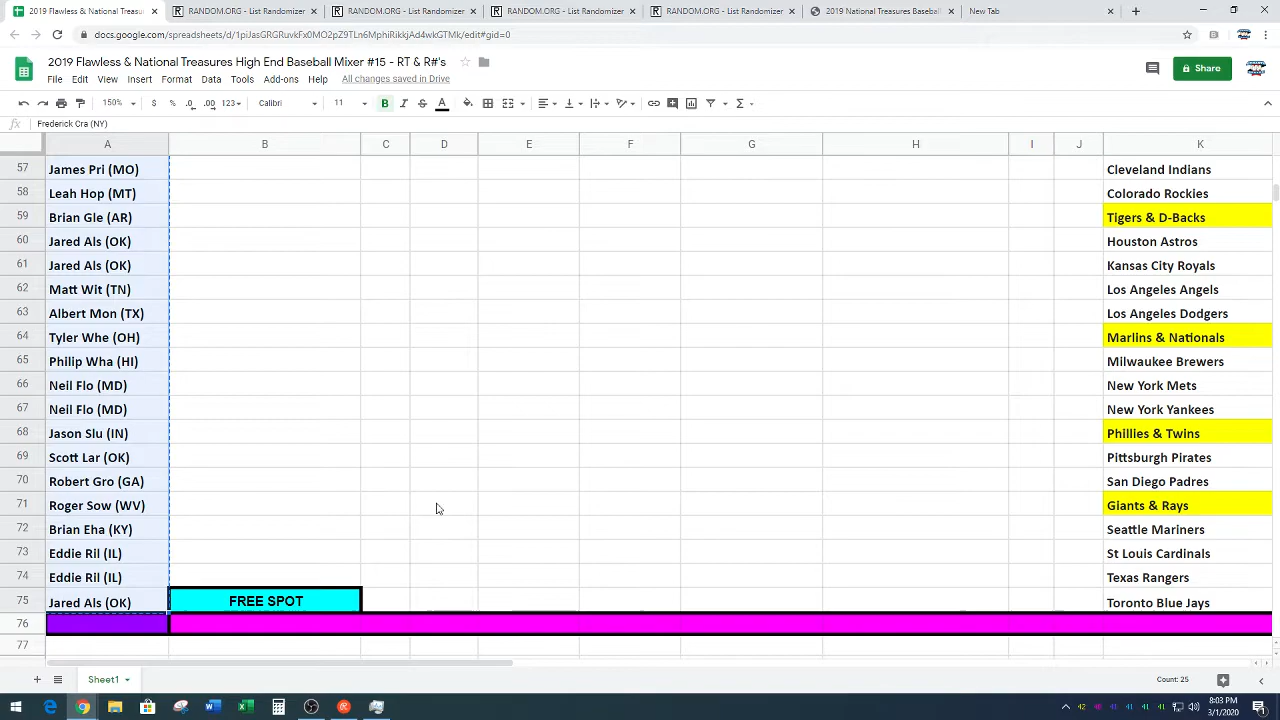 2019 Flawless & National Treasu
RANDOM.ORG - List Randomizer
RANDOM.ORG - List Randomizer
RANDOM.ORG - List Randomizer
RANDOM.ORG - List Randomizer
2019 National Treasures Baseball
New Tab
docs.google.com/spreadsheets/d/1piJasGRGRuvkFx0MO2pZ9TLn6MphiRikkjAd4wkGTMk/edit#gid=0
2019 Flawless & National Treasures High End Baseball Mixer #15 - RT & R#'s
Share
File Edit View Insert Format Data Tools Add-ons Help All changes saved in Drive
150% $ % .0 .00 123 Calibri 11 B I S A
fx Frederick Cra (NY)
A B C D E F G H I J K
57 James Pri (MO) Cleveland Indians
58 Leah Hop (MT) Colorado Rockies
59 Brian Gle (AR) Tigers & D-Backs
60 Jared Als (OK) Houston Astros
61 Jared Als (OK) Kansas City Royals
62 Matt Wit (TN) Los Angeles Angels
63 Albert Mon (TX) Los Angeles Dodgers
64 Tyler Whe (OH) Marlins & Nationals
65 Philip Wha (HI) Milwaukee Brewers
66 Neil Flo (MD) New York Mets
67 Neil Flo (MD) New York Yankees
68 Jason Slu (IN) Phillies & Twins
69 Scott Lar (OK) Pittsburgh Pirates
70 Robert Gro (GA) San Diego Padres
71 Roger Sow (WV) Giants & Rays
72 Brian Eha (KY) Seattle Mariners
73 Eddie Ril (IL) St Louis Cardinals
74 Eddie Ril (IL) Texas Rangers
75 Jared Als (OK) FREE SPOT Toronto Blue Jays
76
77
Sheet1
Count: 25
8:03 PM
3/1/2020